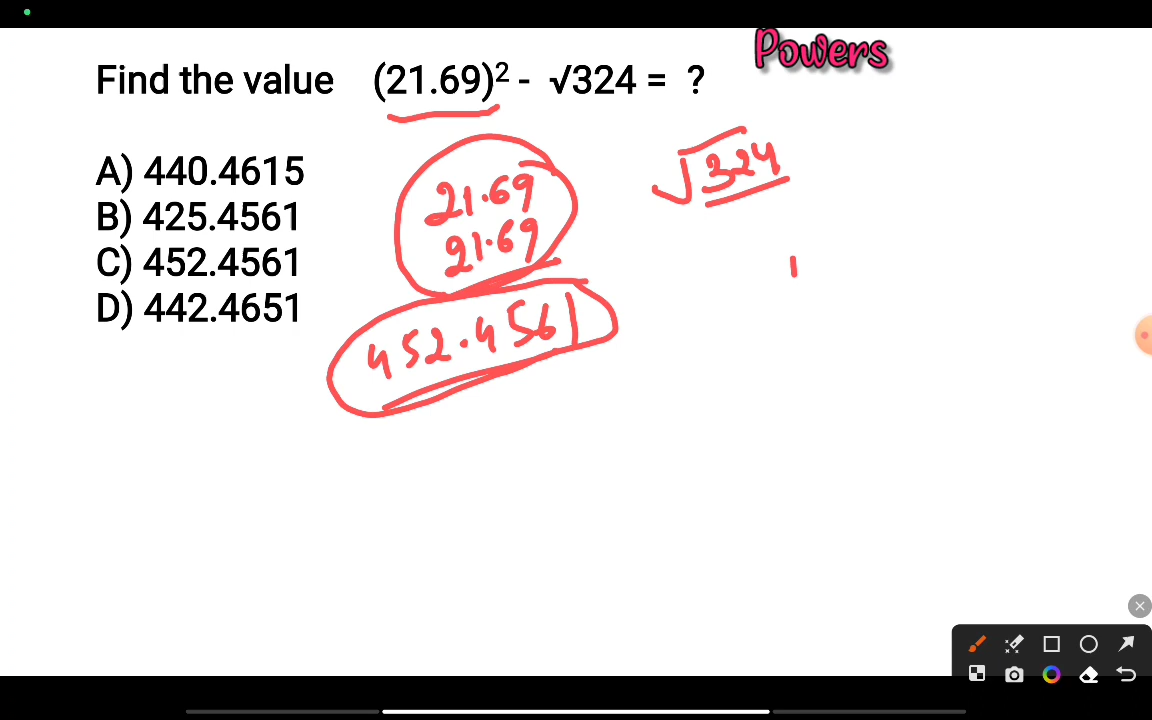 Powers
Find the value (21.69)² - √324 = ?
A) 440.4615
B) 425.4561
C) 452.4561
D) 442.4651
21.69
21.69
452.4561
√324
1